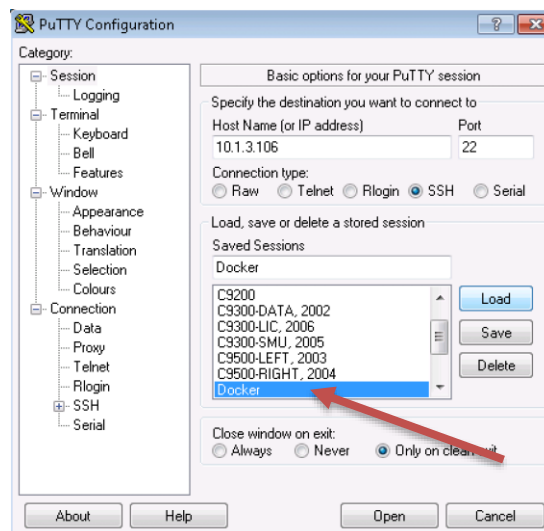 PuTTY Configuration
Category:
Session
Logging
Terminal
Keyboard
Bell
Features
Window
Appearance
Behaviour
Translation
Selection
Colours
Connection
Data
Proxy
Telnet
Rlogin
SSH
Serial
Basic options for your PuTTY session
Specify the destination you want to connect to
Host Name (or IP address) Port
10.1.3.106 22
Connection type:
Raw Telnet Rlogin SSH Serial
Load, save or delete a stored session
Saved Sessions
Docker
C9200
C9300-DATA, 2002
C9300-LIC, 2006
C9300-SMU, 2005
C9500-LEFT, 2003
C9500-RIGHT, 2004
Docker
Load
Save
Delete
Close window on exit:
Always Never Only on clean exit
About Help Open Cancel